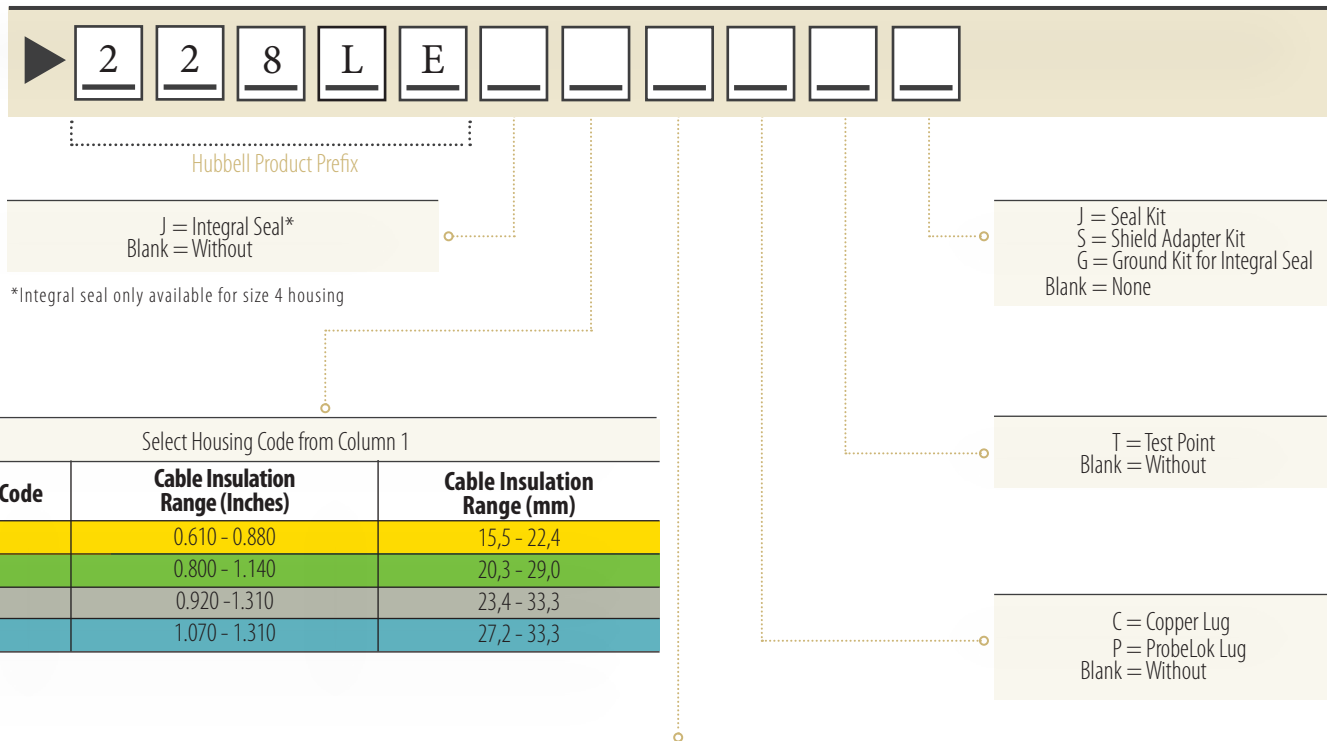 2 2 8 L E
Hubbell Product Prefix
J = Integral Seal*
Blank = Without
*Integral seal only available for size 4 housing
J = Seal Kit
S = Shield Adapter Kit
G = Ground Kit for Integral Seal
Blank = None
Select Housing Code from Column 1
Code Cable Insulation Range (Inches) Cable Insulation Range (mm)
0.610 - 0.880 15,5 - 22,4
0.800 - 1.140 20,3 - 29,0
0.920 -1.310 23,4 - 33,3
1.070 - 1.310 27,2 - 33,3
T = Test Point
Blank = Without
C = Copper Lug
P = ProbeLok Lug
Blank = Without